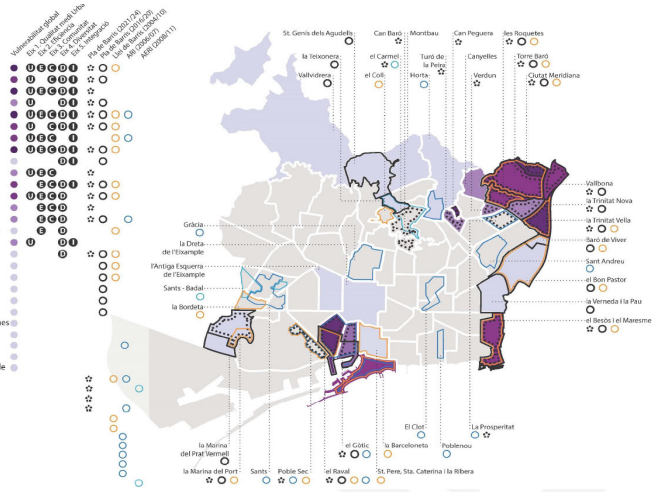 Vulnerabilitat global
Eix 1. Qualitat medi Urbà
Eix 2. Eficiència
Eix 3. Comunitat
Eix 4. Diversitat
Eix 5. Integració
Pla de Barris (2021/24)
Pla de Barris (2016/20)
Llei de Barris (2004/10)
ARI (2006/07)
AERI (2008/11)
U E C D I
U C D I
U E C D I
U D I
U E C D I
U C D I
U E C
U E C D I
D I
U E C
E C D I
U E C D
E C D
E C D
E D
U D I
D
nes
de
St. Genís dels Agudells
Can Baró
Montbau
Can Peguera
les Roquetes
la Teixonera
el Carmel
Turó de
la Peira
Canyelles
Torre Baró
Vallvidrera
el Coll
Horta
Verdun
Ciutat Meridiana
Vallbona
la Trinitat Nova
la Trinitat Vella
Baró de Viver
Sant Andreu
el Bon Pastor
la Verneda i la Pau
el Besòs i el Maresme
Gràcia
la Dreta
de l'Eixample
l'Antiga Esquerra
de l'Eixample
Sants - Badal
la Bordeta
la Marina
del Prat Vermell
el Gòtic
la Barceloneta
El Clot
Poblenou
La Prosperitat
la Marina del Port
Sants
Poble Sec
el Raval
St. Pere, Sta. Caterina i la Ribera